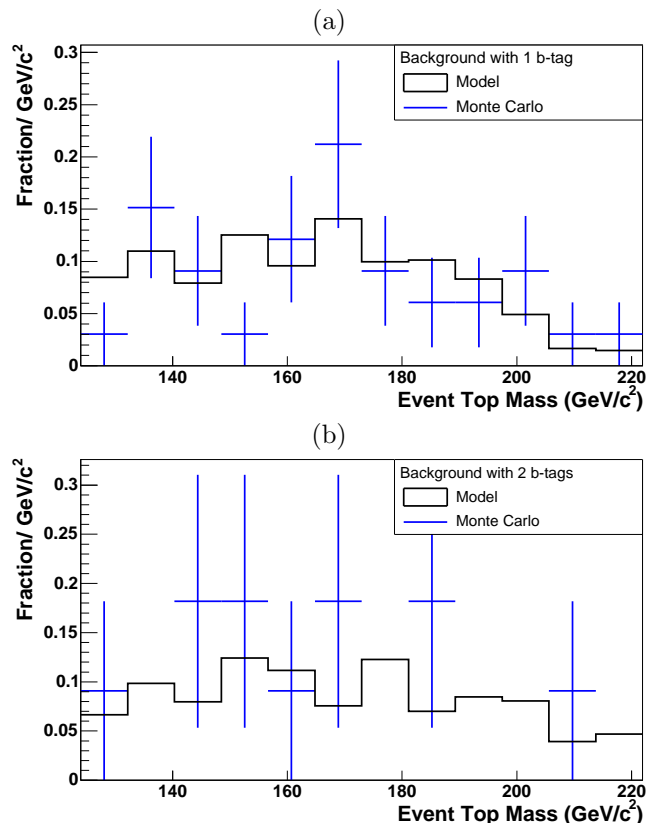 (a)
Fraction/ GeV/c²
0.3
0.25
0.2
0.15
0.1
0.05
0
Background with 1 b-tag
Model
Monte Carlo
140 160 180 200 220
Event Top Mass (GeV/c²)
(b)
Fraction/ GeV/c²
0.3
0.25
0.2
0.15
0.1
0.05
0
Background with 2 b-tags
Model
Monte Carlo
140 160 180 200 220
Event Top Mass (GeV/c²)